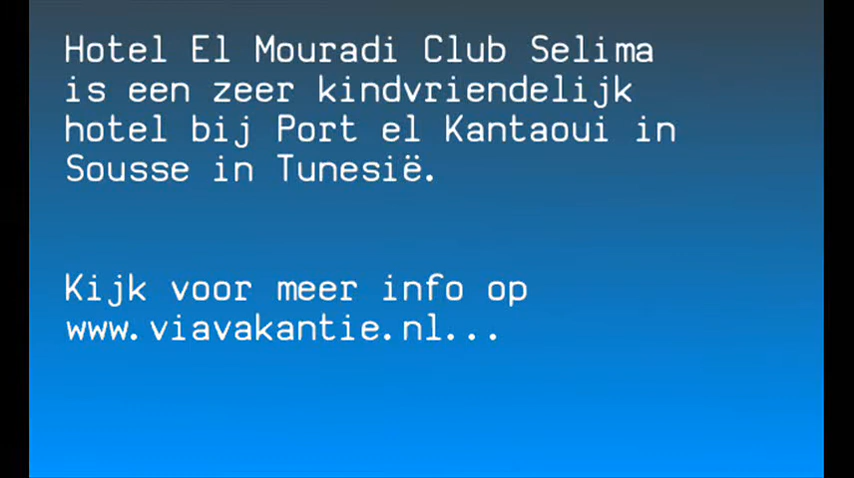 Hotel El Mouradi Club Selima
is een zeer kindvriendelijk
hotel bij Port el Kantaoui in
Sousse in Tunesië.
Kijk voor meer info op
www.viavakantie.nl...